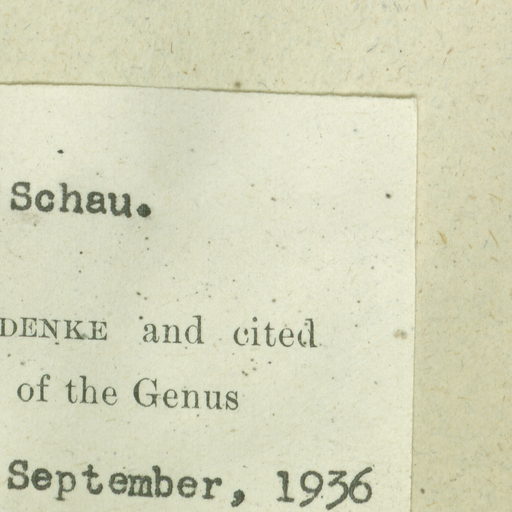 Schau.
DENKE and cited
of the Genus
September, 1936